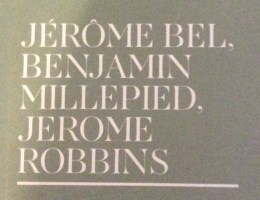 JÉRÔME BEL,
BENJAMIN
MILLEPIED,
JEROME
ROBBINS